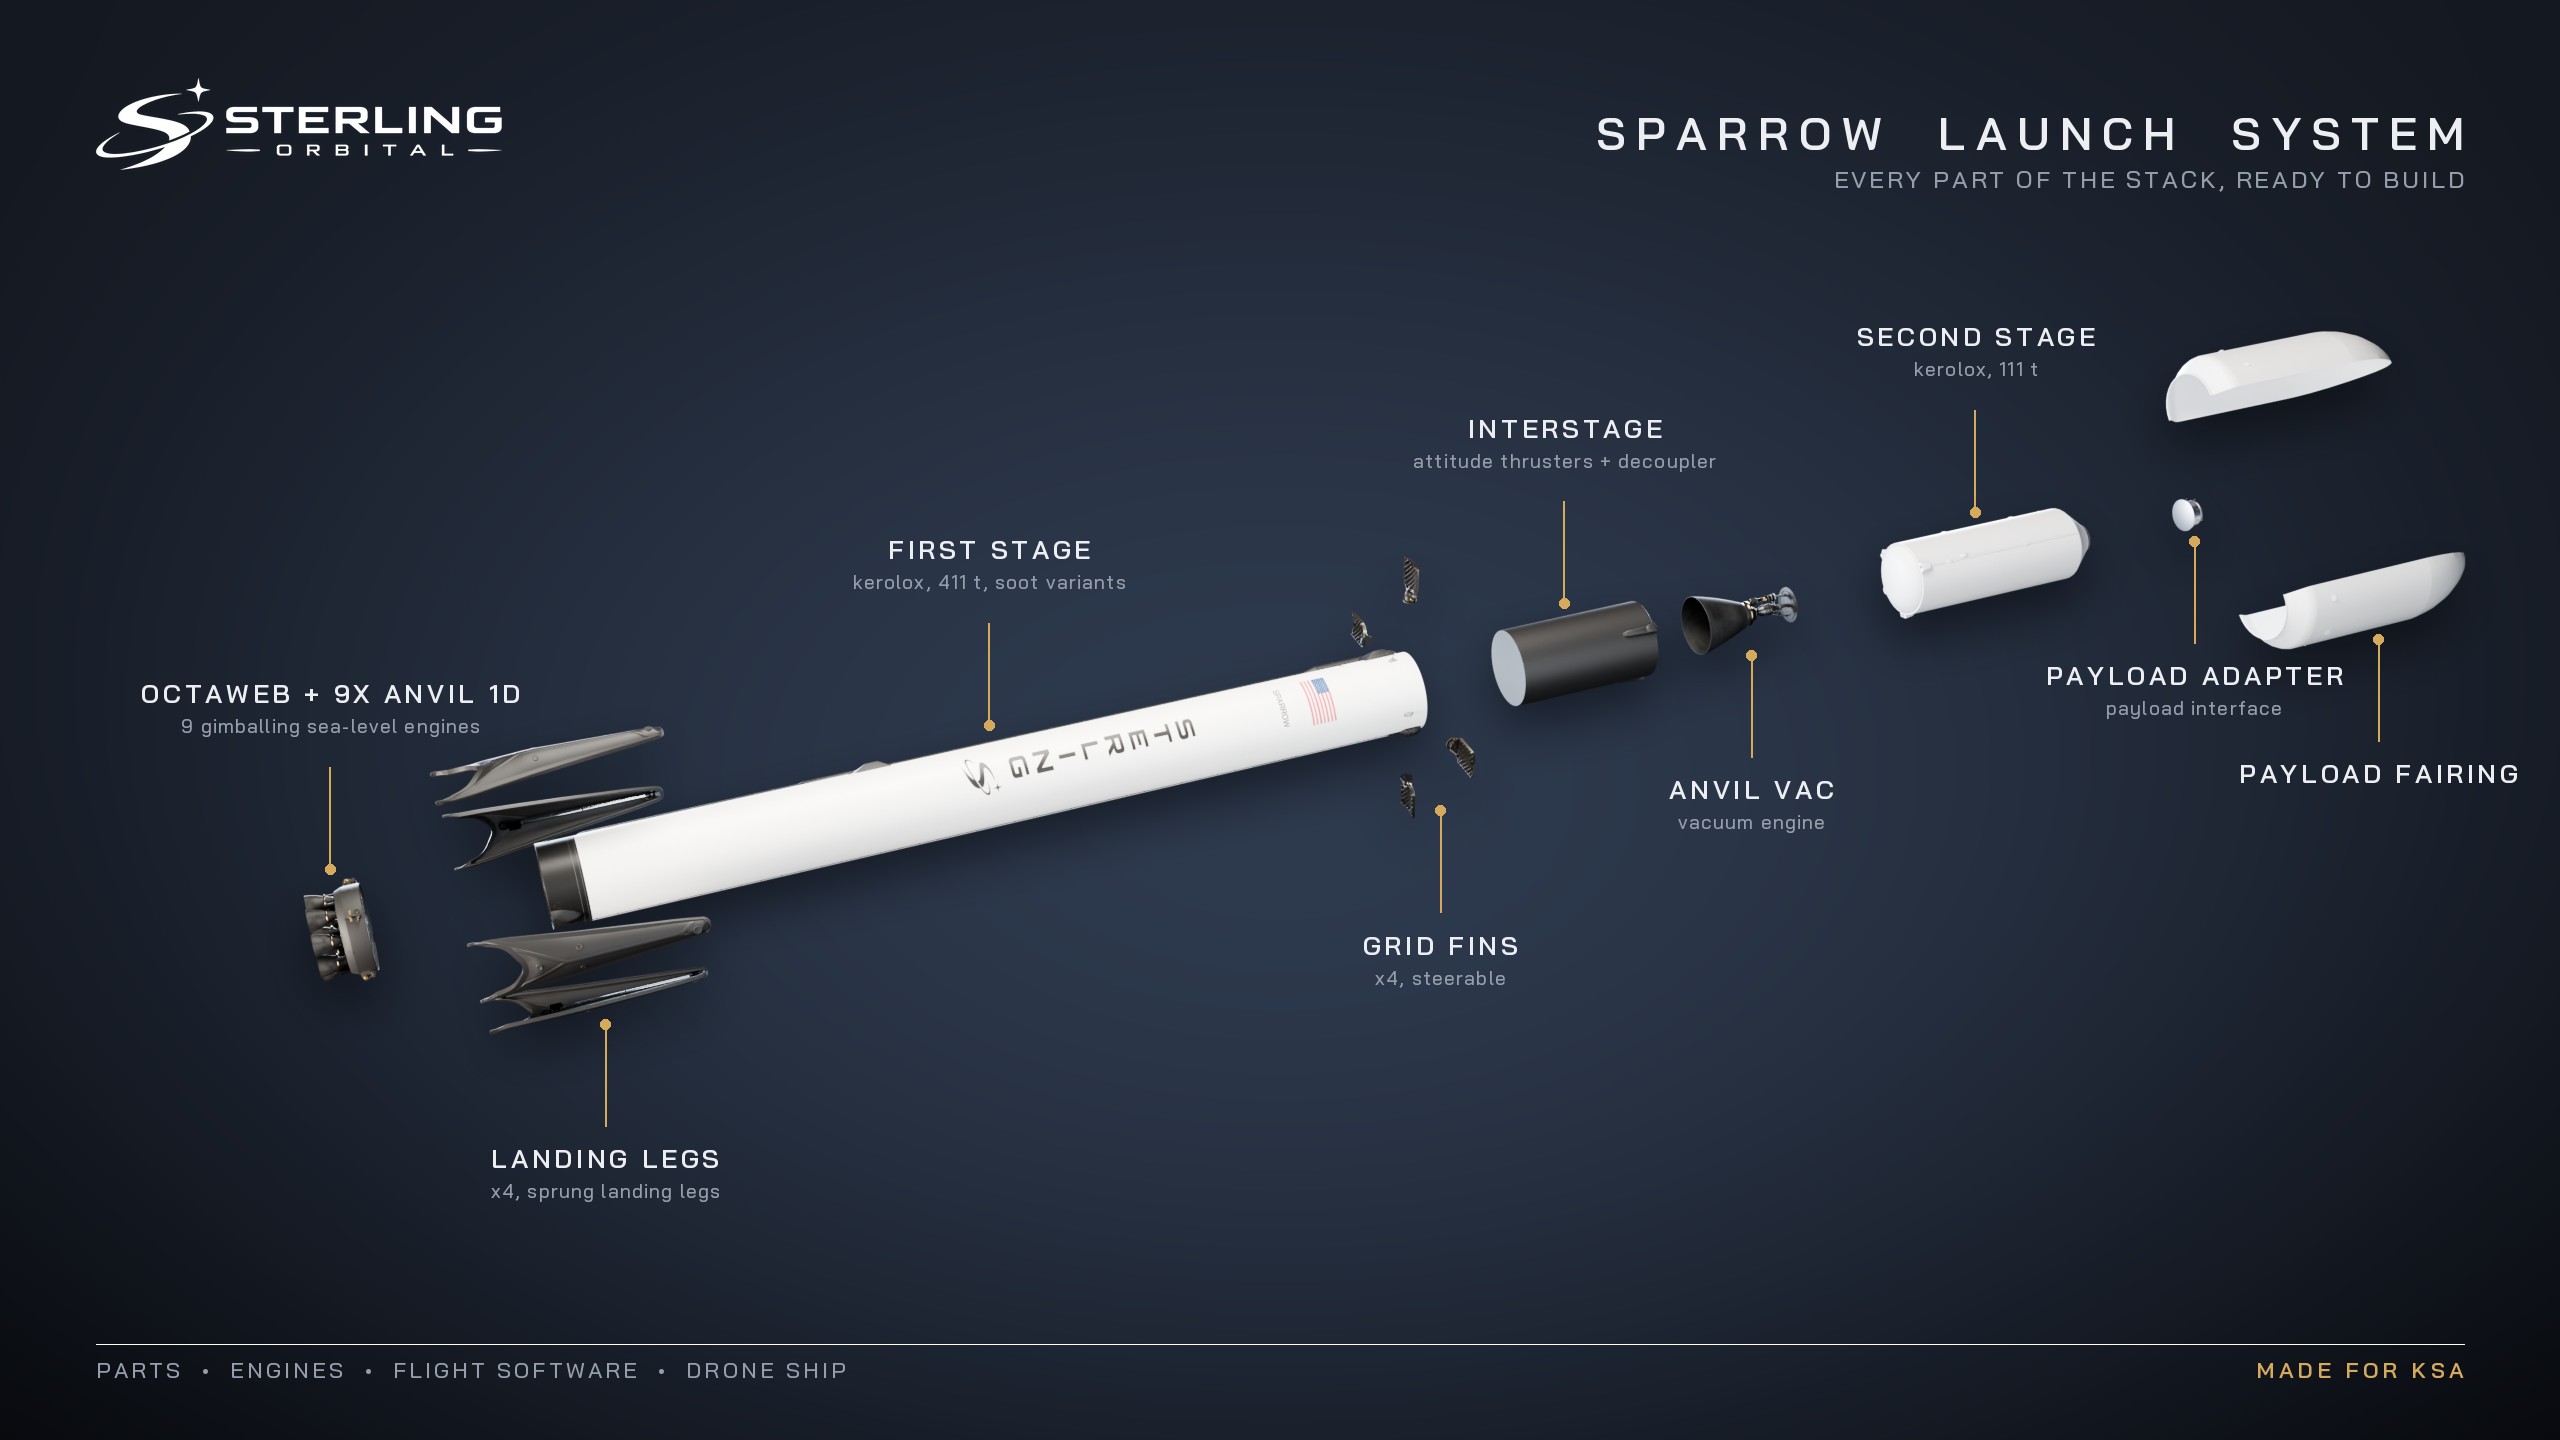 STERLING
ORBITAL
SPARROW LAUNCH SYSTEM
EVERY PART OF THE STACK, READY TO BUILD
SECOND STAGE
kerolox, 111 t
INTERSTAGE
attitude thrusters + decoupler
FIRST STAGE
kerolox, 411 t, soot variants
OCTAWEB + 9X ANVIL 1D
9 gimballing sea-level engines
STERLING
SPARROW
PAYLOAD ADAPTER
payload interface
PAYLOAD FAIRING
ANVIL VAC
vacuum engine
GRID FINS
x4, steerable
LANDING LEGS
x4, sprung landing legs
PARTS • ENGINES • FLIGHT SOFTWARE • DRONE SHIP
MADE FOR KSA